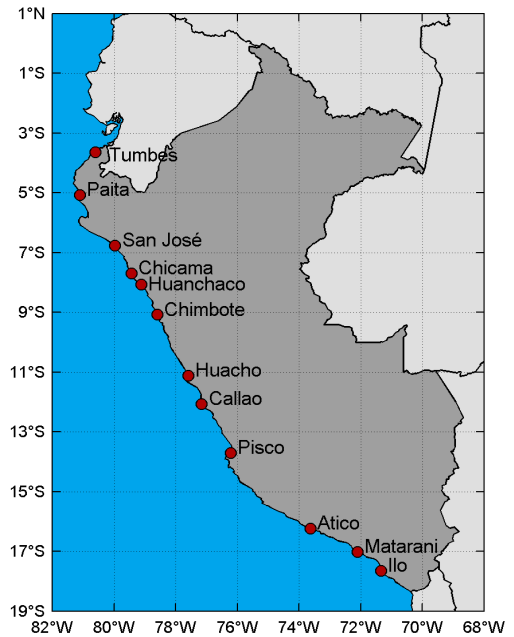 1°N
1°S
3°S
Tumbes
5°S
Paita
San José
7°S
Chicama
Huanchaco
9°S
Chimbote
11°S
Huacho
Callao
13°S
Pisco
15°S
Atico
17°S
Matarani
Ilo
19°S
82°W 80°W 78°W 76°W 74°W 72°W 70°W 68°W